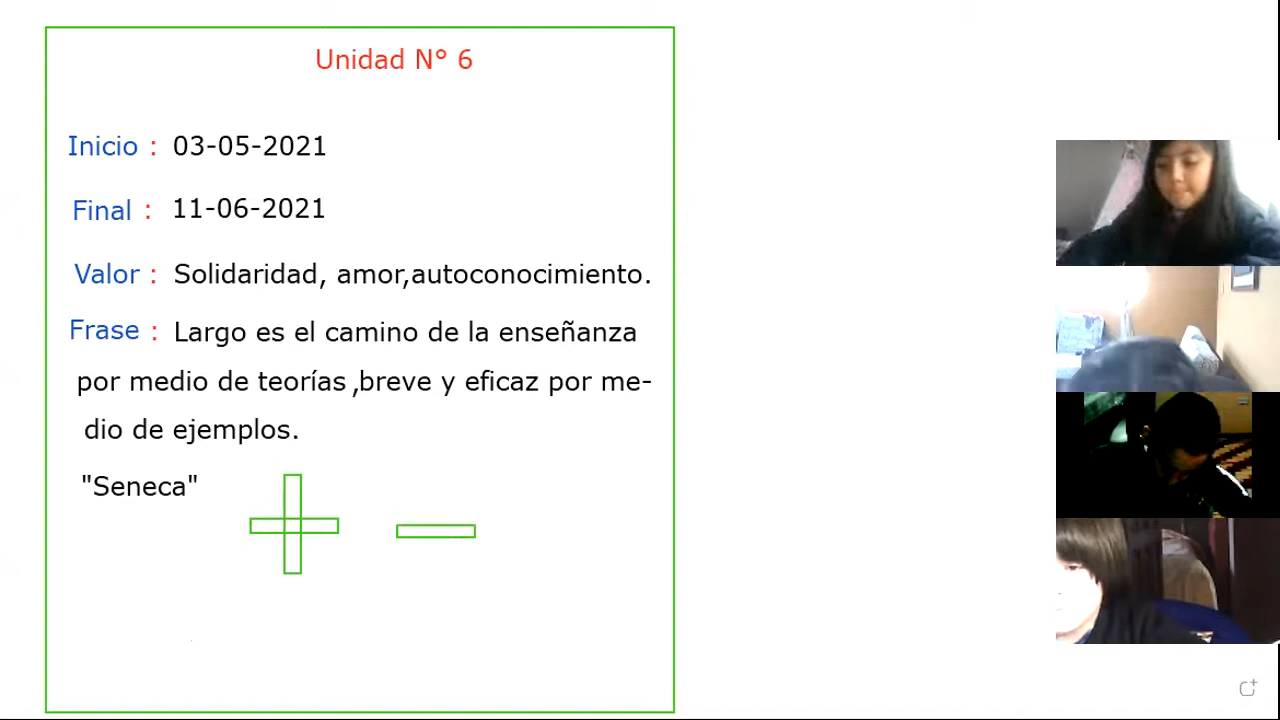 Unidad N° 6
Inicio : 03-05-2021
Final : 11-06-2021
Valor : Solidaridad, amor,autoconocimiento.
Frase : Largo es el camino de la enseñanza
por medio de teorías ,breve y eficaz por me-
dio de ejemplos.
"Seneca"